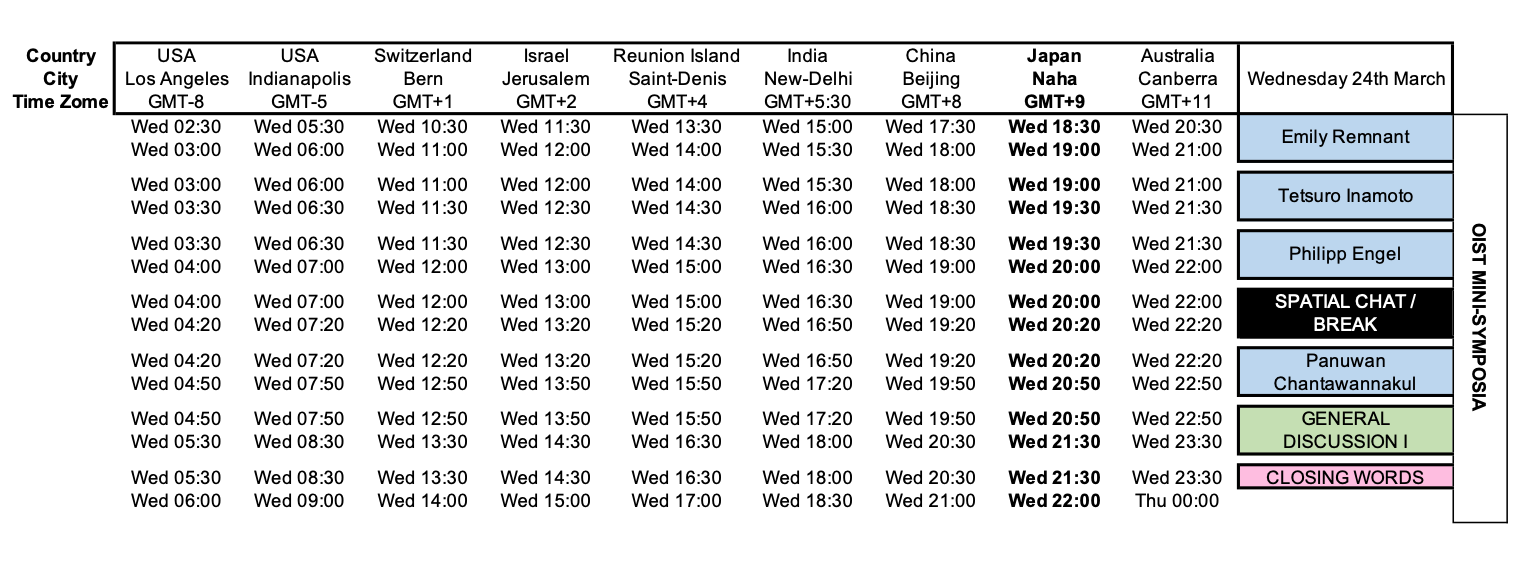 Country USA USA Switzerland Israel Reunion Island India China Japan Australia
City Los Angeles Indianapolis Bern Jerusalem Saint-Denis New-Delhi Beijing Naha Canberra Wednesday 24th March
Time Zome GMT-8 GMT-5 GMT+1 GMT+2 GMT+4 GMT+5:30 GMT+8 GMT+9 GMT+11
Wed 02:30 Wed 05:30 Wed 10:30 Wed 11:30 Wed 13:30 Wed 15:00 Wed 17:30 Wed 18:30 Wed 20:30
Emily Remnant
Wed 03:00 Wed 06:00 Wed 11:00 Wed 12:00 Wed 14:00 Wed 15:30 Wed 18:00 Wed 19:00 Wed 21:00
Wed 03:00 Wed 06:00 Wed 11:00 Wed 12:00 Wed 14:00 Wed 15:30 Wed 18:00 Wed 19:00 Wed 21:00
Tetsuro Inamoto
Wed 03:30 Wed 06:30 Wed 11:30 Wed 12:30 Wed 14:30 Wed 16:00 Wed 18:30 Wed 19:30 Wed 21:30
Wed 03:30 Wed 06:30 Wed 11:30 Wed 12:30 Wed 14:30 Wed 16:00 Wed 18:30 Wed 19:30 Wed 21:30
Philipp Engel
Wed 04:00 Wed 07:00 Wed 12:00 Wed 13:00 Wed 15:00 Wed 16:30 Wed 19:00 Wed 20:00 Wed 22:00
Wed 04:00 Wed 07:00 Wed 12:00 Wed 13:00 Wed 15:00 Wed 16:30 Wed 19:00 Wed 20:00 Wed 22:00 SPATIAL CHAT /
Wed 04:20 Wed 07:20 Wed 12:20 Wed 13:20 Wed 15:20 Wed 16:50 Wed 19:20 Wed 20:20 Wed 22:20 BREAK
Wed 04:20 Wed 07:20 Wed 12:20 Wed 13:20 Wed 15:20 Wed 16:50 Wed 19:20 Wed 20:20 Wed 22:20 Panuwan
Wed 04:50 Wed 07:50 Wed 12:50 Wed 13:50 Wed 15:50 Wed 17:20 Wed 19:50 Wed 20:50 Wed 22:50 Chantawannakul
Wed 04:50 Wed 07:50 Wed 12:50 Wed 13:50 Wed 15:50 Wed 17:20 Wed 19:50 Wed 20:50 Wed 22:50 GENERAL
Wed 05:30 Wed 08:30 Wed 13:30 Wed 14:30 Wed 16:30 Wed 18:00 Wed 20:30 Wed 21:30 Wed 23:30 DISCUSSION I
Wed 05:30 Wed 08:30 Wed 13:30 Wed 14:30 Wed 16:30 Wed 18:00 Wed 20:30 Wed 21:30 Wed 23:30 CLOSING WORDS
Wed 06:00 Wed 09:00 Wed 14:00 Wed 15:00 Wed 17:00 Wed 18:30 Wed 21:00 Wed 22:00 Thu 00:00
OIST MINI-SYMPOSIA